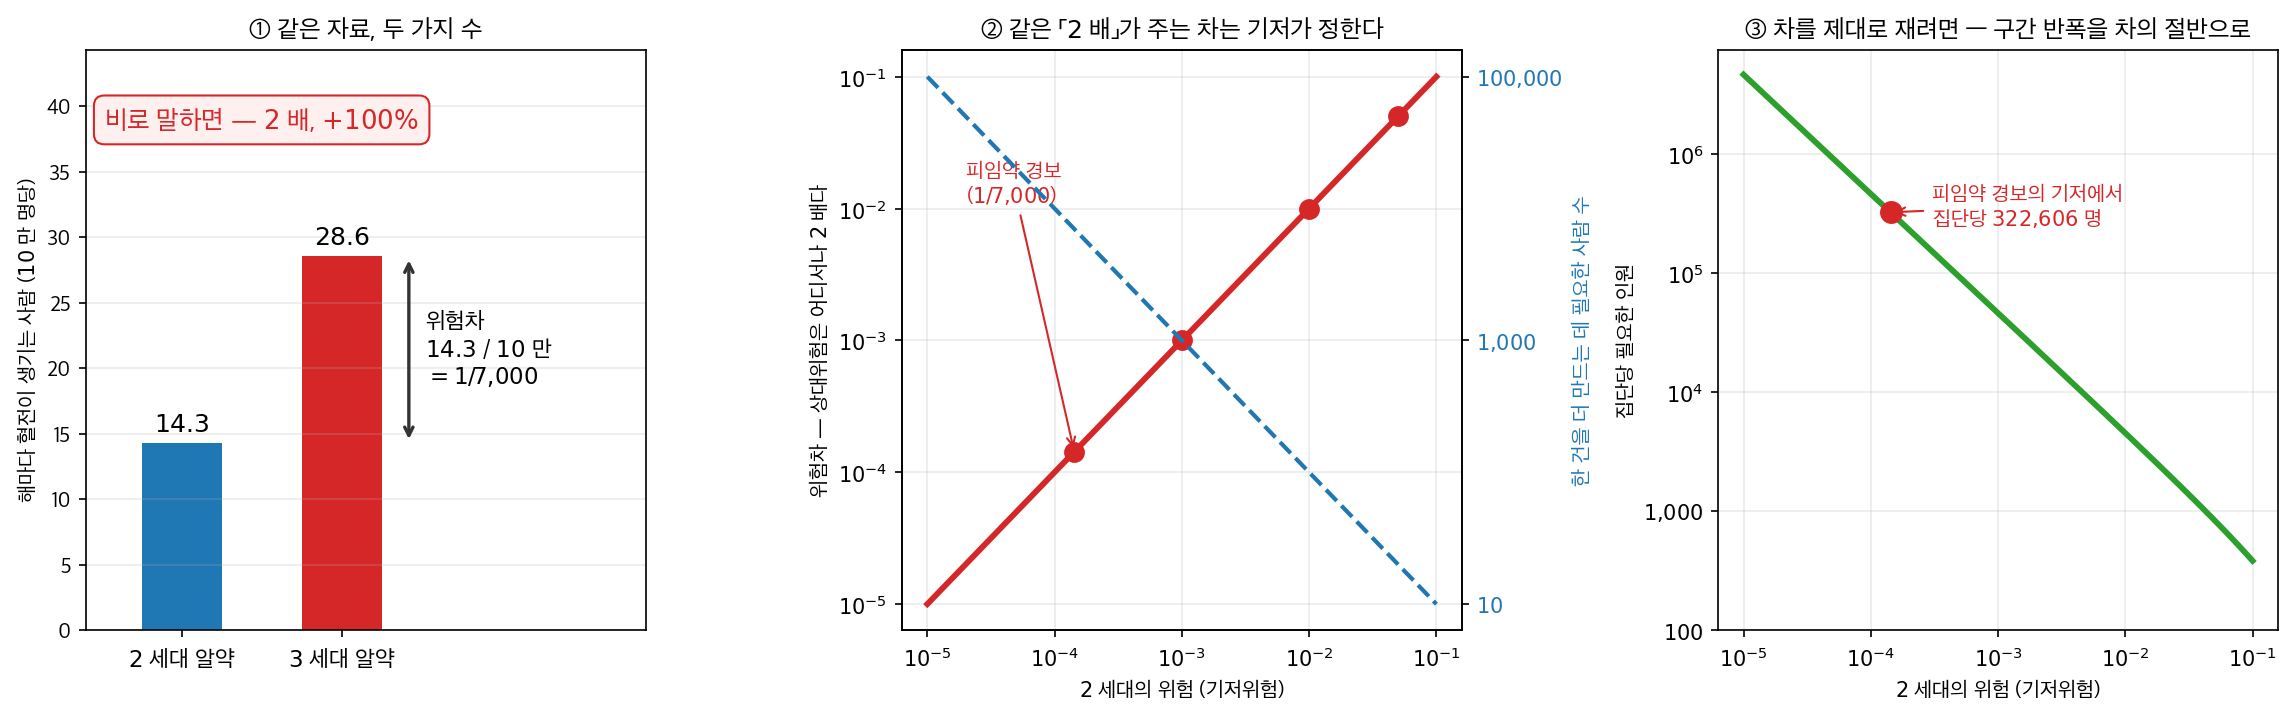 ① 같은 자료, 두 가지 수
해마다 혈전이 생기는 사람 (10 만 명당)
40
35
30
25
20
15
10
5
0
비로 말하면 — 2 배, +100%
14.3
28.6
위험차
14.3 / 10 만
= 1/7,000
2 세대 알약
3 세대 알약
② 같은 「2 배」가 주는 차는 기저가 정한다
위험차 — 상대위험은 어디서나 2 배다
10⁻¹
10⁻²
10⁻³
10⁻⁴
10⁻⁵
피임약 경보
(1/7,000)
10⁻⁵ 10⁻⁴ 10⁻³ 10⁻² 10⁻¹
2 세대의 위험 (기저위험)
100,000
1,000
10
한 건을 더 만드는 데 필요한 사람 수
③ 차를 제대로 재려면 — 구간 반폭을 차의 절반으로
집단당 필요한 인원
10⁶
10⁵
10⁴
1,000
100
피임약 경보의 기저에서
집단당 322,606 명
10⁻⁵ 10⁻⁴ 10⁻³ 10⁻² 10⁻¹
2 세대의 위험 (기저위험)